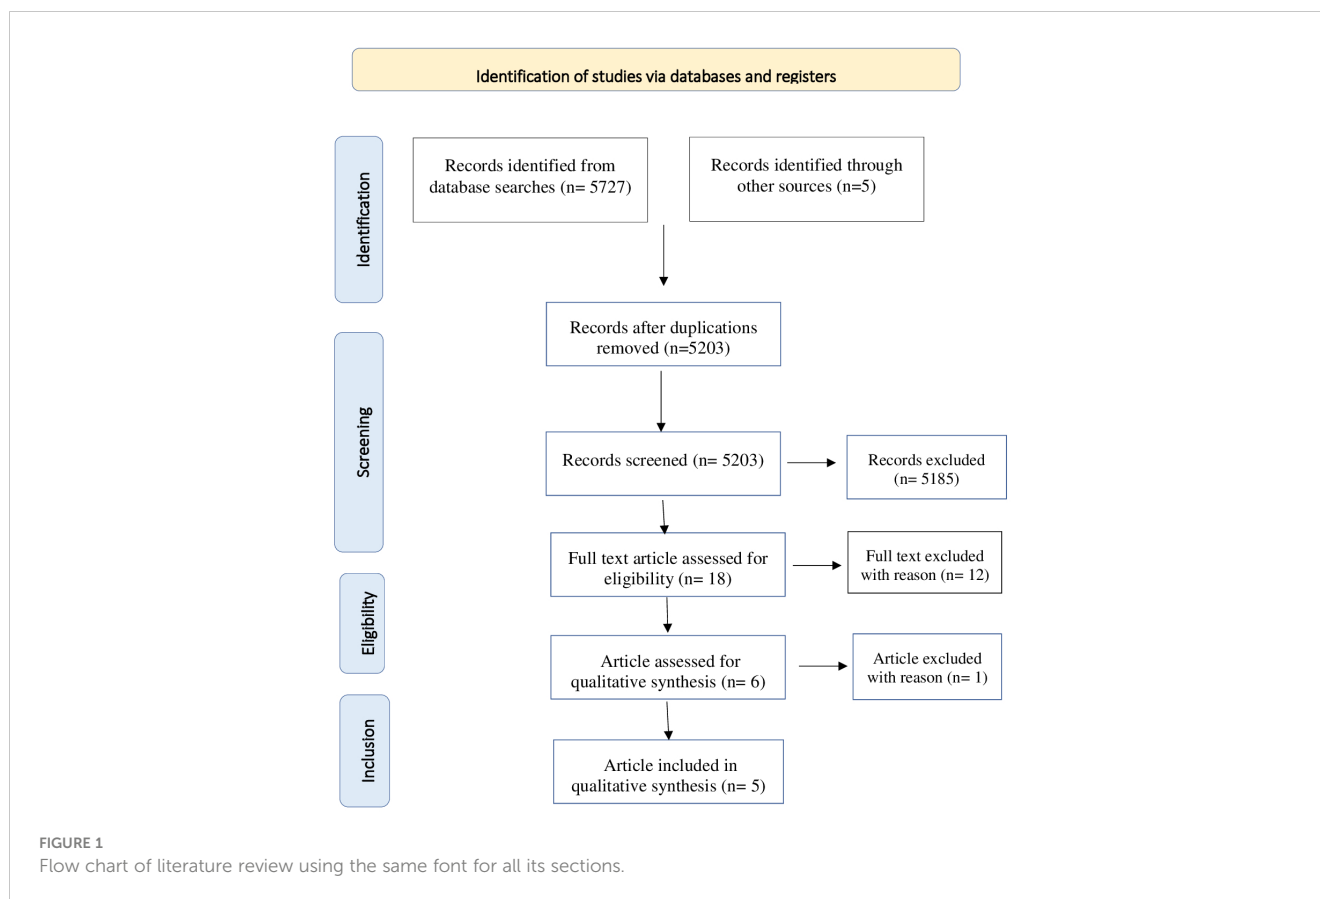 Identification of studies via databases and registers
Identification
Records identified from
database searches (n= 5727)
Records identified through
other sources (n=5)
Screening
Records after duplications
removed (n=5203)
Records screened (n= 5203)
Records excluded
(n= 5185)
Full text article assessed for
eligibility (n= 18)
Full text excluded
with reason (n= 12)
Eligibility
Article assessed for
qualitative synthesis (n= 6)
Article excluded
with reason (n= 1)
Inclusion
Article included in
qualitative synthesis (n= 5)
FIGURE 1
Flow chart of literature review using the same font for all its sections.